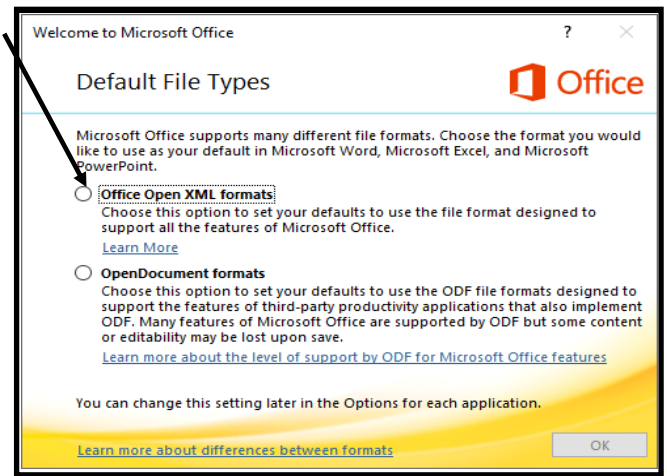 Welcome to Microsoft Office ?
Default File Types
Office
Microsoft Office supports many different file formats. Choose the format you would
like to use as your default in Microsoft Word, Microsoft Excel, and Microsoft
PowerPoint.
Office Open XML formats
Choose this option to set your defaults to use the file format designed to
support all the features of Microsoft Office.
Learn More
OpenDocument formats
Choose this option to set your defaults to use the ODF file formats designed to
support the features of third-party productivity applications that also implement
ODF. Many features of Microsoft Office are supported by ODF but some content
or editability may be lost upon save.
Learn more about the level of support by ODF for Microsoft Office features
You can change this setting later in the Options for each application.
Learn more about differences between formats
OK